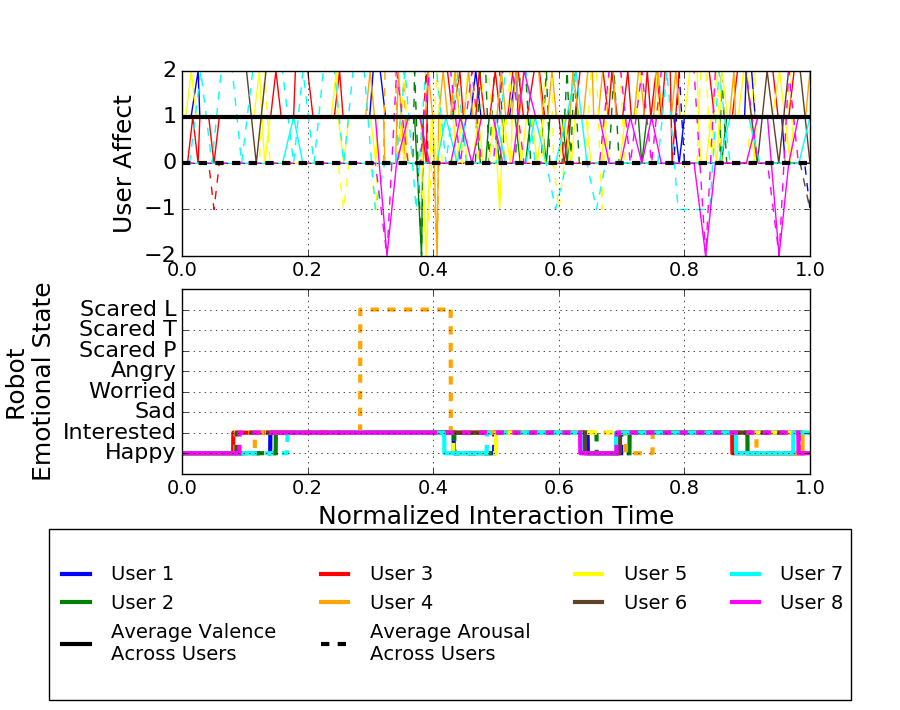 2
1
0
−1
−2
User Affect
0.0 0.2 0.4 0.6 0.8 1.0
Scared L
Scared T
Scared P
Angry
Worried
Sad
Interested
Happy
Robot
Emotional State
0.0 0.2 0.4 0.6 0.8 1.0
Normalized Interaction Time
User 1 User 3 User 5 User 7
User 2 User 4 User 6 User 8
Average Valence Average Arousal
Across Users Across Users